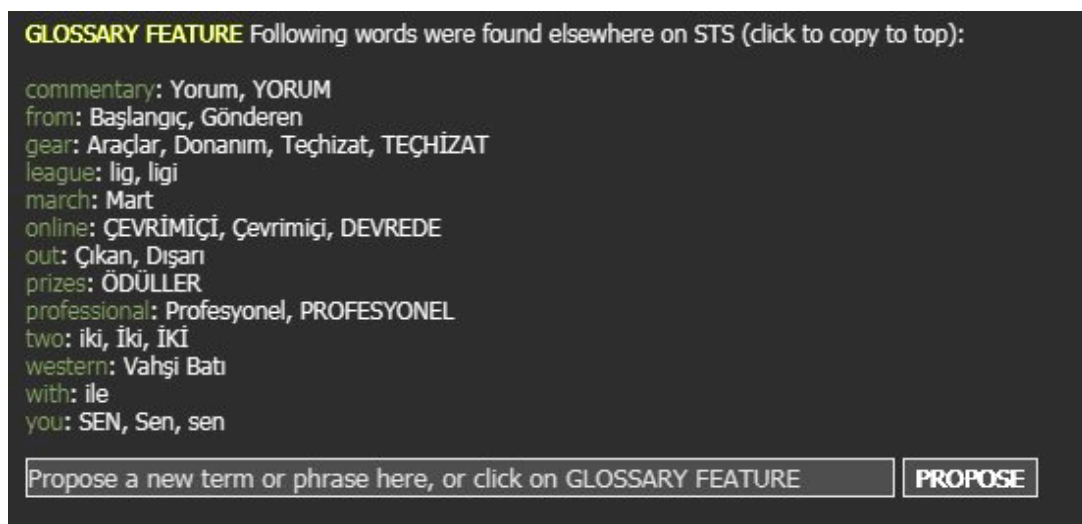 GLOSSARY FEATURE Following words were found elsewhere on STS (click to copy to top):
commentary: Yorum, YORUM
from: Başlangıç, Gönderen
gear: Araçlar, Donanım, Teçhizat, TEÇHİZAT
league: lig, ligi
march: Mart
online: ÇEVRİMİÇİ, Çevrimiçi, DEVREDE
out: Çıkan, Dışarı
prizes: ÖDÜLLER
professional: Profesyonel, PROFESYONEL
two: iki, İki, İKİ
western: Vahşi Batı
with: ile
you: SEN, Sen, sen
Propose a new term or phrase here, or click on GLOSSARY FEATURE PROPOSE